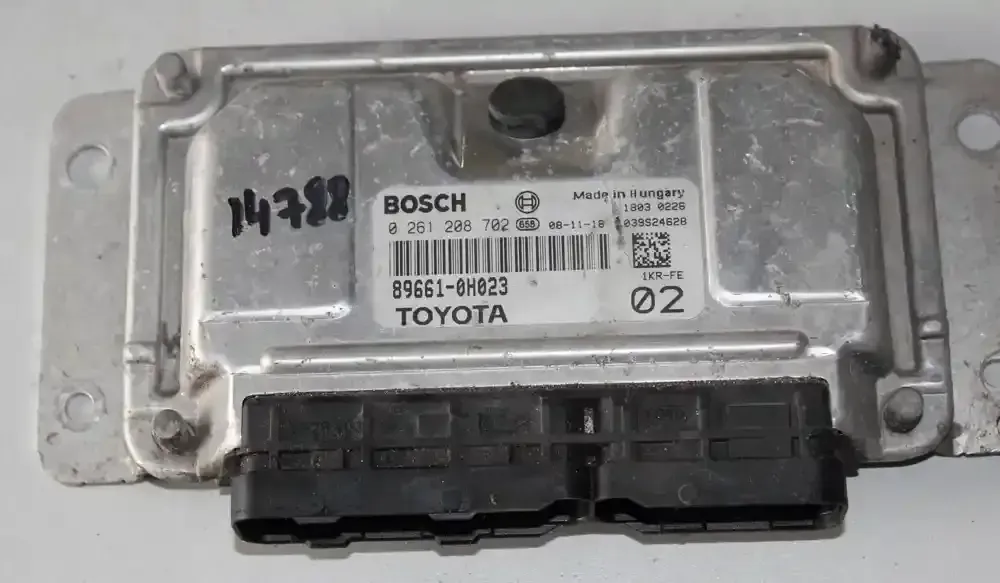 14788
BOSCH
Made in Hungary
1803 0226
0 261 208 702 658 08-11-18 1039S24628
89661-0H023
1KR-FE
TOYOTA
02